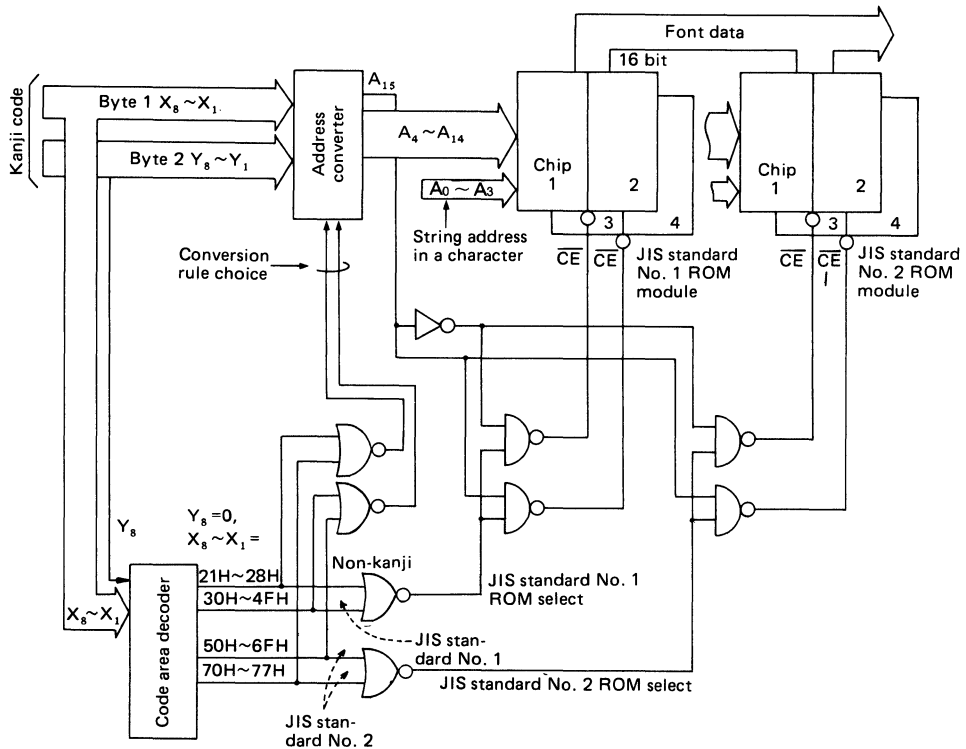 Kanji code
Byte 1 X₈~X₁
Byte 2 Y₈~Y₁
Address
converter
A₁₅
A₄~A₁₄
A₀~A₃
String address
in a character
Font data
16 bit
Chip
1
2
3
4
CE̅
CE̅
JIS standard
No. 1 ROM
module
Chip
1
2
3
4
CE̅
CE̅
JIS standard
No. 2 ROM
module
Conversion
rule choice
Y₈
Y₈=0,
X₈~X₁=
X₈~X₁
Code area decoder
21H~28H
30H~4FH
50H~6FH
70H~77H
Non-kanji
JIS standard No. 1
ROM select
JIS stan-
dard No. 1
JIS standard No. 2 ROM select
JIS stan-
dard No. 2